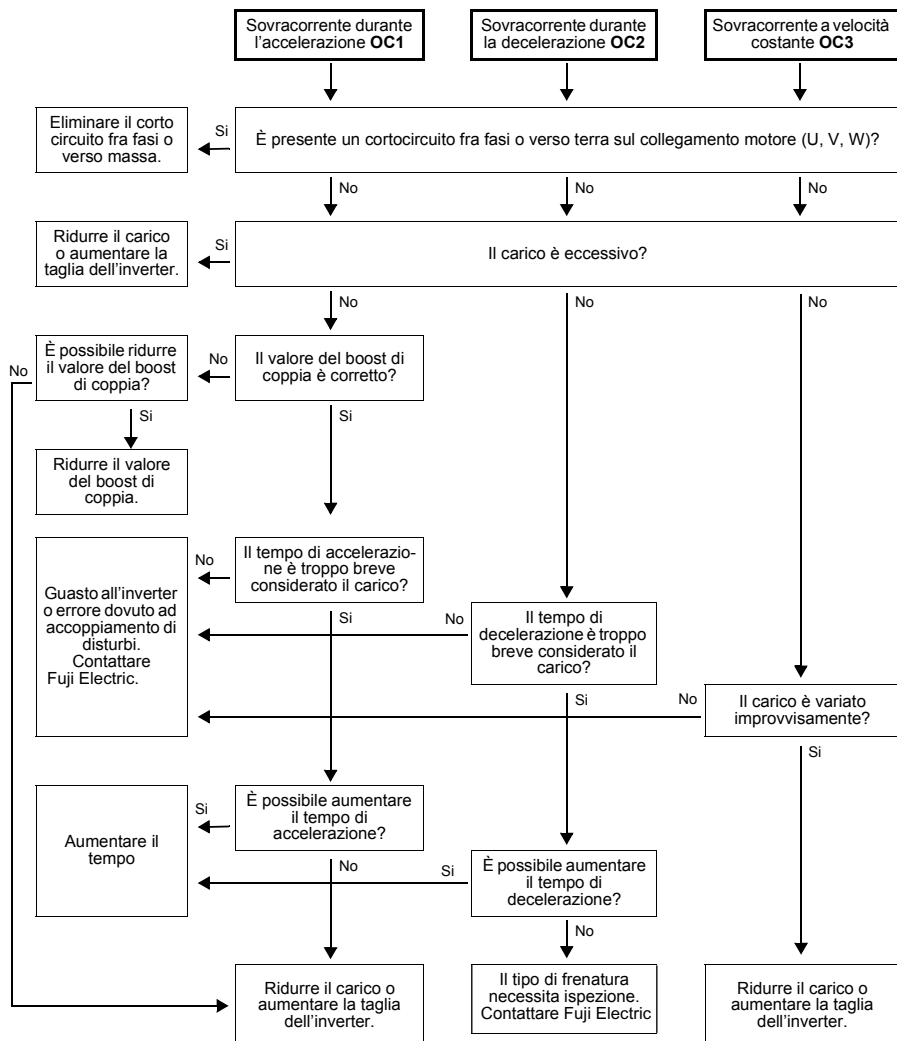 Sovracorrente durante
l'accelerazione OC1
Sovracorrente durante
la decelerazione OC2
Sovracorrente a velocità
costante OC3
Eliminare il corto
circuito fra fasi o
verso massa.
Si
È presente un cortocircuito fra fasi o verso terra sul collegamento motore (U, V, W)?
No
No
No
Ridurre il carico
o aumentare la
taglia dell'inverter.
Si
Il carico è eccessivo?
No
No
No
No
È possibile ridurre
il valore del boost
di coppia?
No
Il valore del boost di
coppia è corretto?
Si
Si
Ridurre il valore
del boost di
coppia.
Guasto all'inverter
o errore dovuto ad
accoppiamento di
disturbi.
Contattare
Fuji Electric.
No
Il tempo di accelerazio-
ne è troppo breve
considerato il carico?
Si
No
Il tempo di
decelerazione è troppo
breve considerato il
carico?
Si
No
Il carico è variato
improvvisamente?
Si
Aumentare il
tempo
Si
È possibile aumentare
il tempo di
accelerazione?
No
Si
È possibile aumentare
il tempo di
decelerazione?
No
Ridurre il carico o
aumentare la taglia
dell'inverter.
Il tipo di frenatura
necessita ispezione.
Contattare Fuji Electric
Ridurre il carico o
aumentare la taglia
dell'inverter.